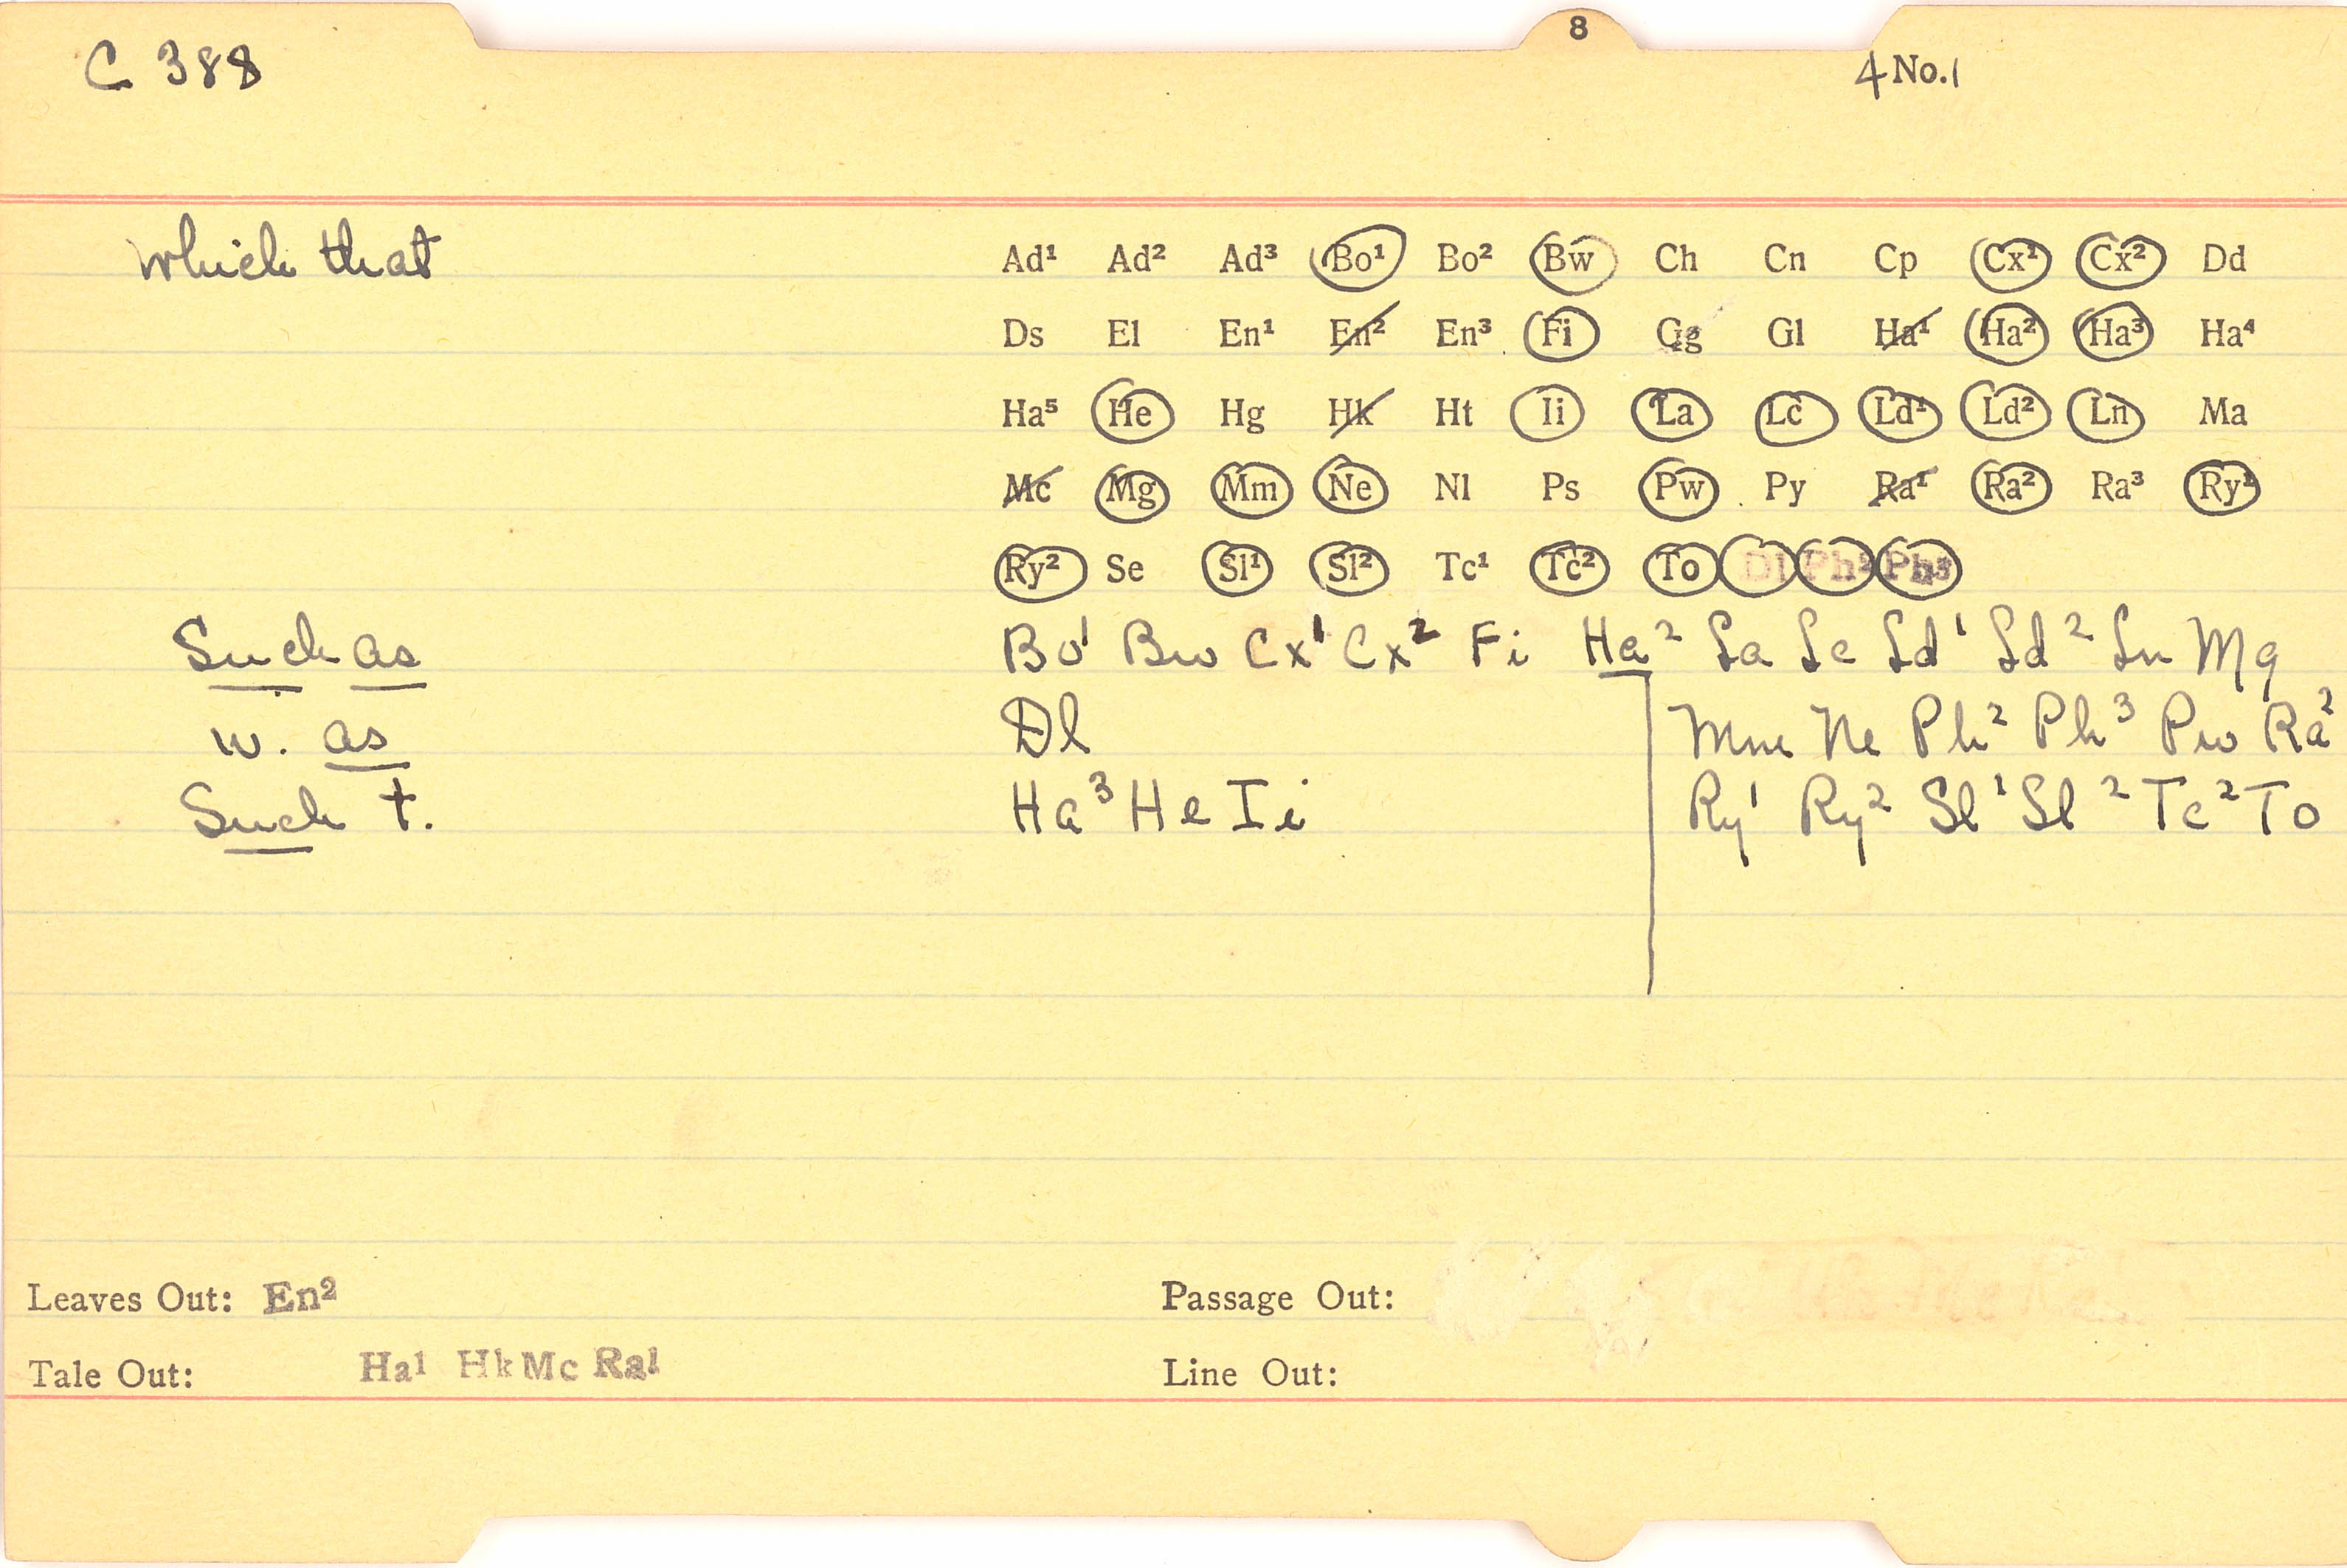 8
C 388
4 No. 1
which that
Ad¹ Ad² Ad³ Bo¹ Bo² Bw Ch Cn Cp Cx¹ Cx² Dd
Ds El En¹ En² En³ Fi Gg Gl Ha¹ Ha² Ha³ Ha⁴
Ha⁵ He Hg Hk Ht Ii La Lc Ld¹ Ld² Ln Ma
Mc Mg Mm Ne Nl Ps Pw Py Ra¹ Ra² Ra³ Ry¹
Ry² Se Sl¹ Sl² Tc¹ Tc² To Dl Ph² Ph³
Such as Bo¹ Bw Cx¹ Cx² Fi Ha² La Lc Ld¹ Ld² Ln Mg
w. as Dl Mm Ne Ph² Ph³ Pw Ra²
Such t. Ha³ He Ii Ry¹ Ry² Sl¹ Sl² Tc² To
Leaves Out: En² Passage Out:
Tale Out: Ha¹ Hk Mc Ra¹ Line Out: